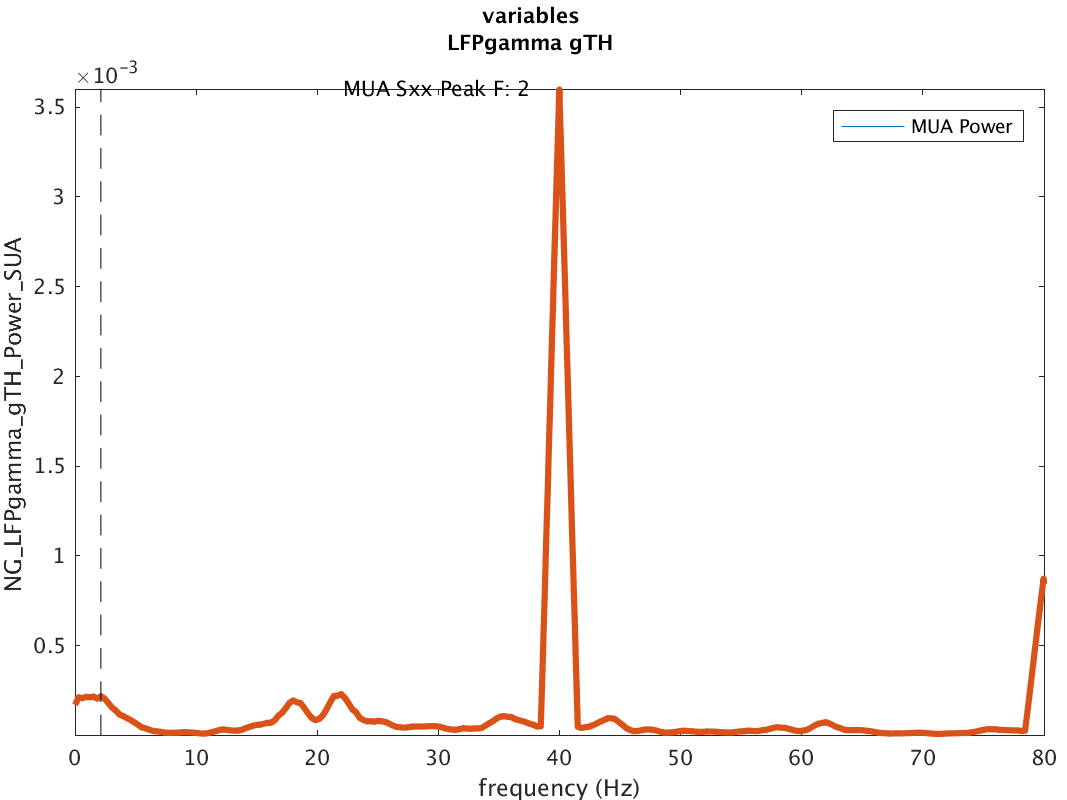 variables
LFPgamma gTH
×10⁻³
MUA Sxx Peak F: 2
MUA Power
3.5
3
2.5
2
1.5
1
0.5
NG_LFPgamma_gTH_Power_SUA
0 10 20 30 40 50 60 70 80
frequency (Hz)